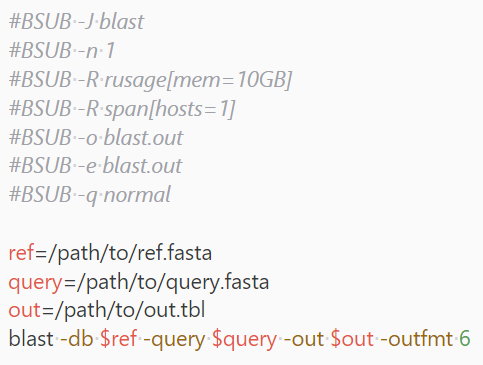 #BSUB -J blast
#BSUB -n 1
#BSUB -R rusage[mem=10GB]
#BSUB -R span[hosts=1]
#BSUB -o blast.out
#BSUB -e blast.out
#BSUB -q normal
ref=/path/to/ref.fasta
query=/path/to/query.fasta
out=/path/to/out.tbl
blast -db $ref -query $query -out $out -outfmt 6